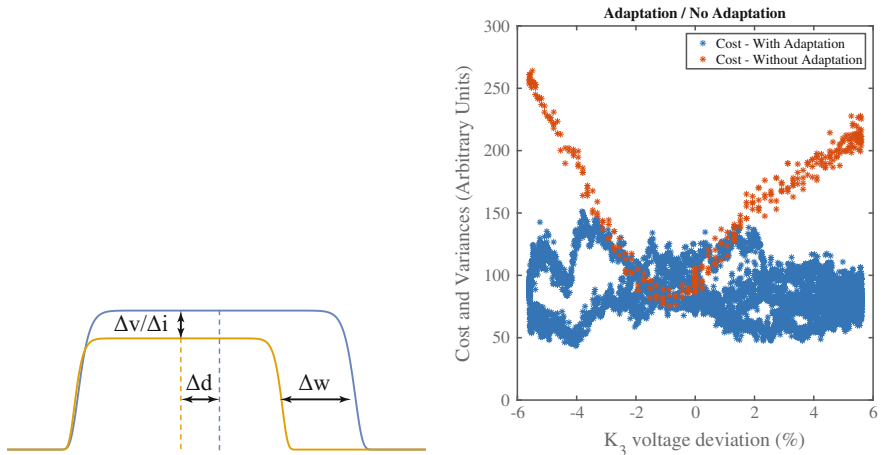 Δv/Δi
Δd
Δw
Adaptation / No Adaptation
Cost - With Adaptation
Cost - Without Adaptation
Cost and Variances (Arbitrary Units)
300
250
200
150
100
50
0
-6
-4
-2
0
2
4
6
K₃ voltage deviation (%)